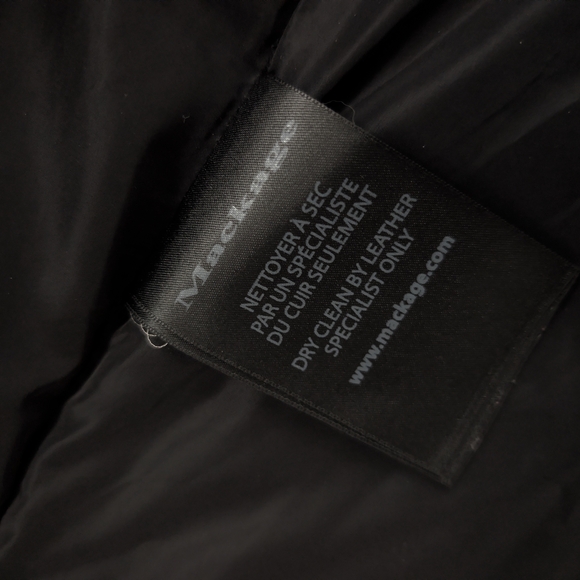 Mackage
NETTOYER À SEC
PAR UN SPÉCIALISTE
DU CUIR SEULEMENT
DRY CLEAN BY LEATHER
SPECIALIST ONLY
www.mackage.com